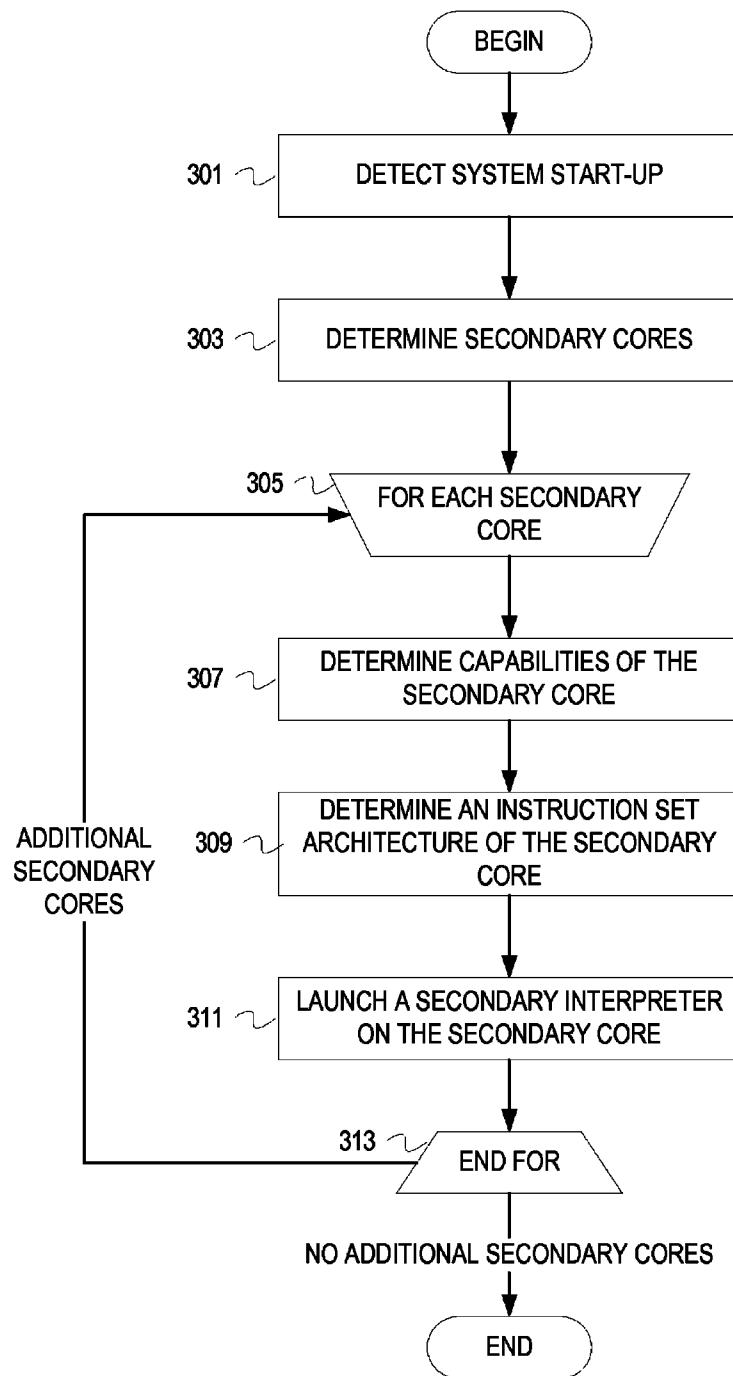 BEGIN
301
DETECT SYSTEM START-UP
303
DETERMINE SECONDARY CORES
305
FOR EACH SECONDARY
CORE
307
DETERMINE CAPABILITIES OF THE
SECONDARY CORE
309
DETERMINE AN INSTRUCTION SET
ARCHITECTURE OF THE SECONDARY
CORE
ADDITIONAL
SECONDARY
CORES
311
LAUNCH A SECONDARY INTERPRETER
ON THE SECONDARY CORE
313
END FOR
NO ADDITIONAL SECONDARY CORES
END